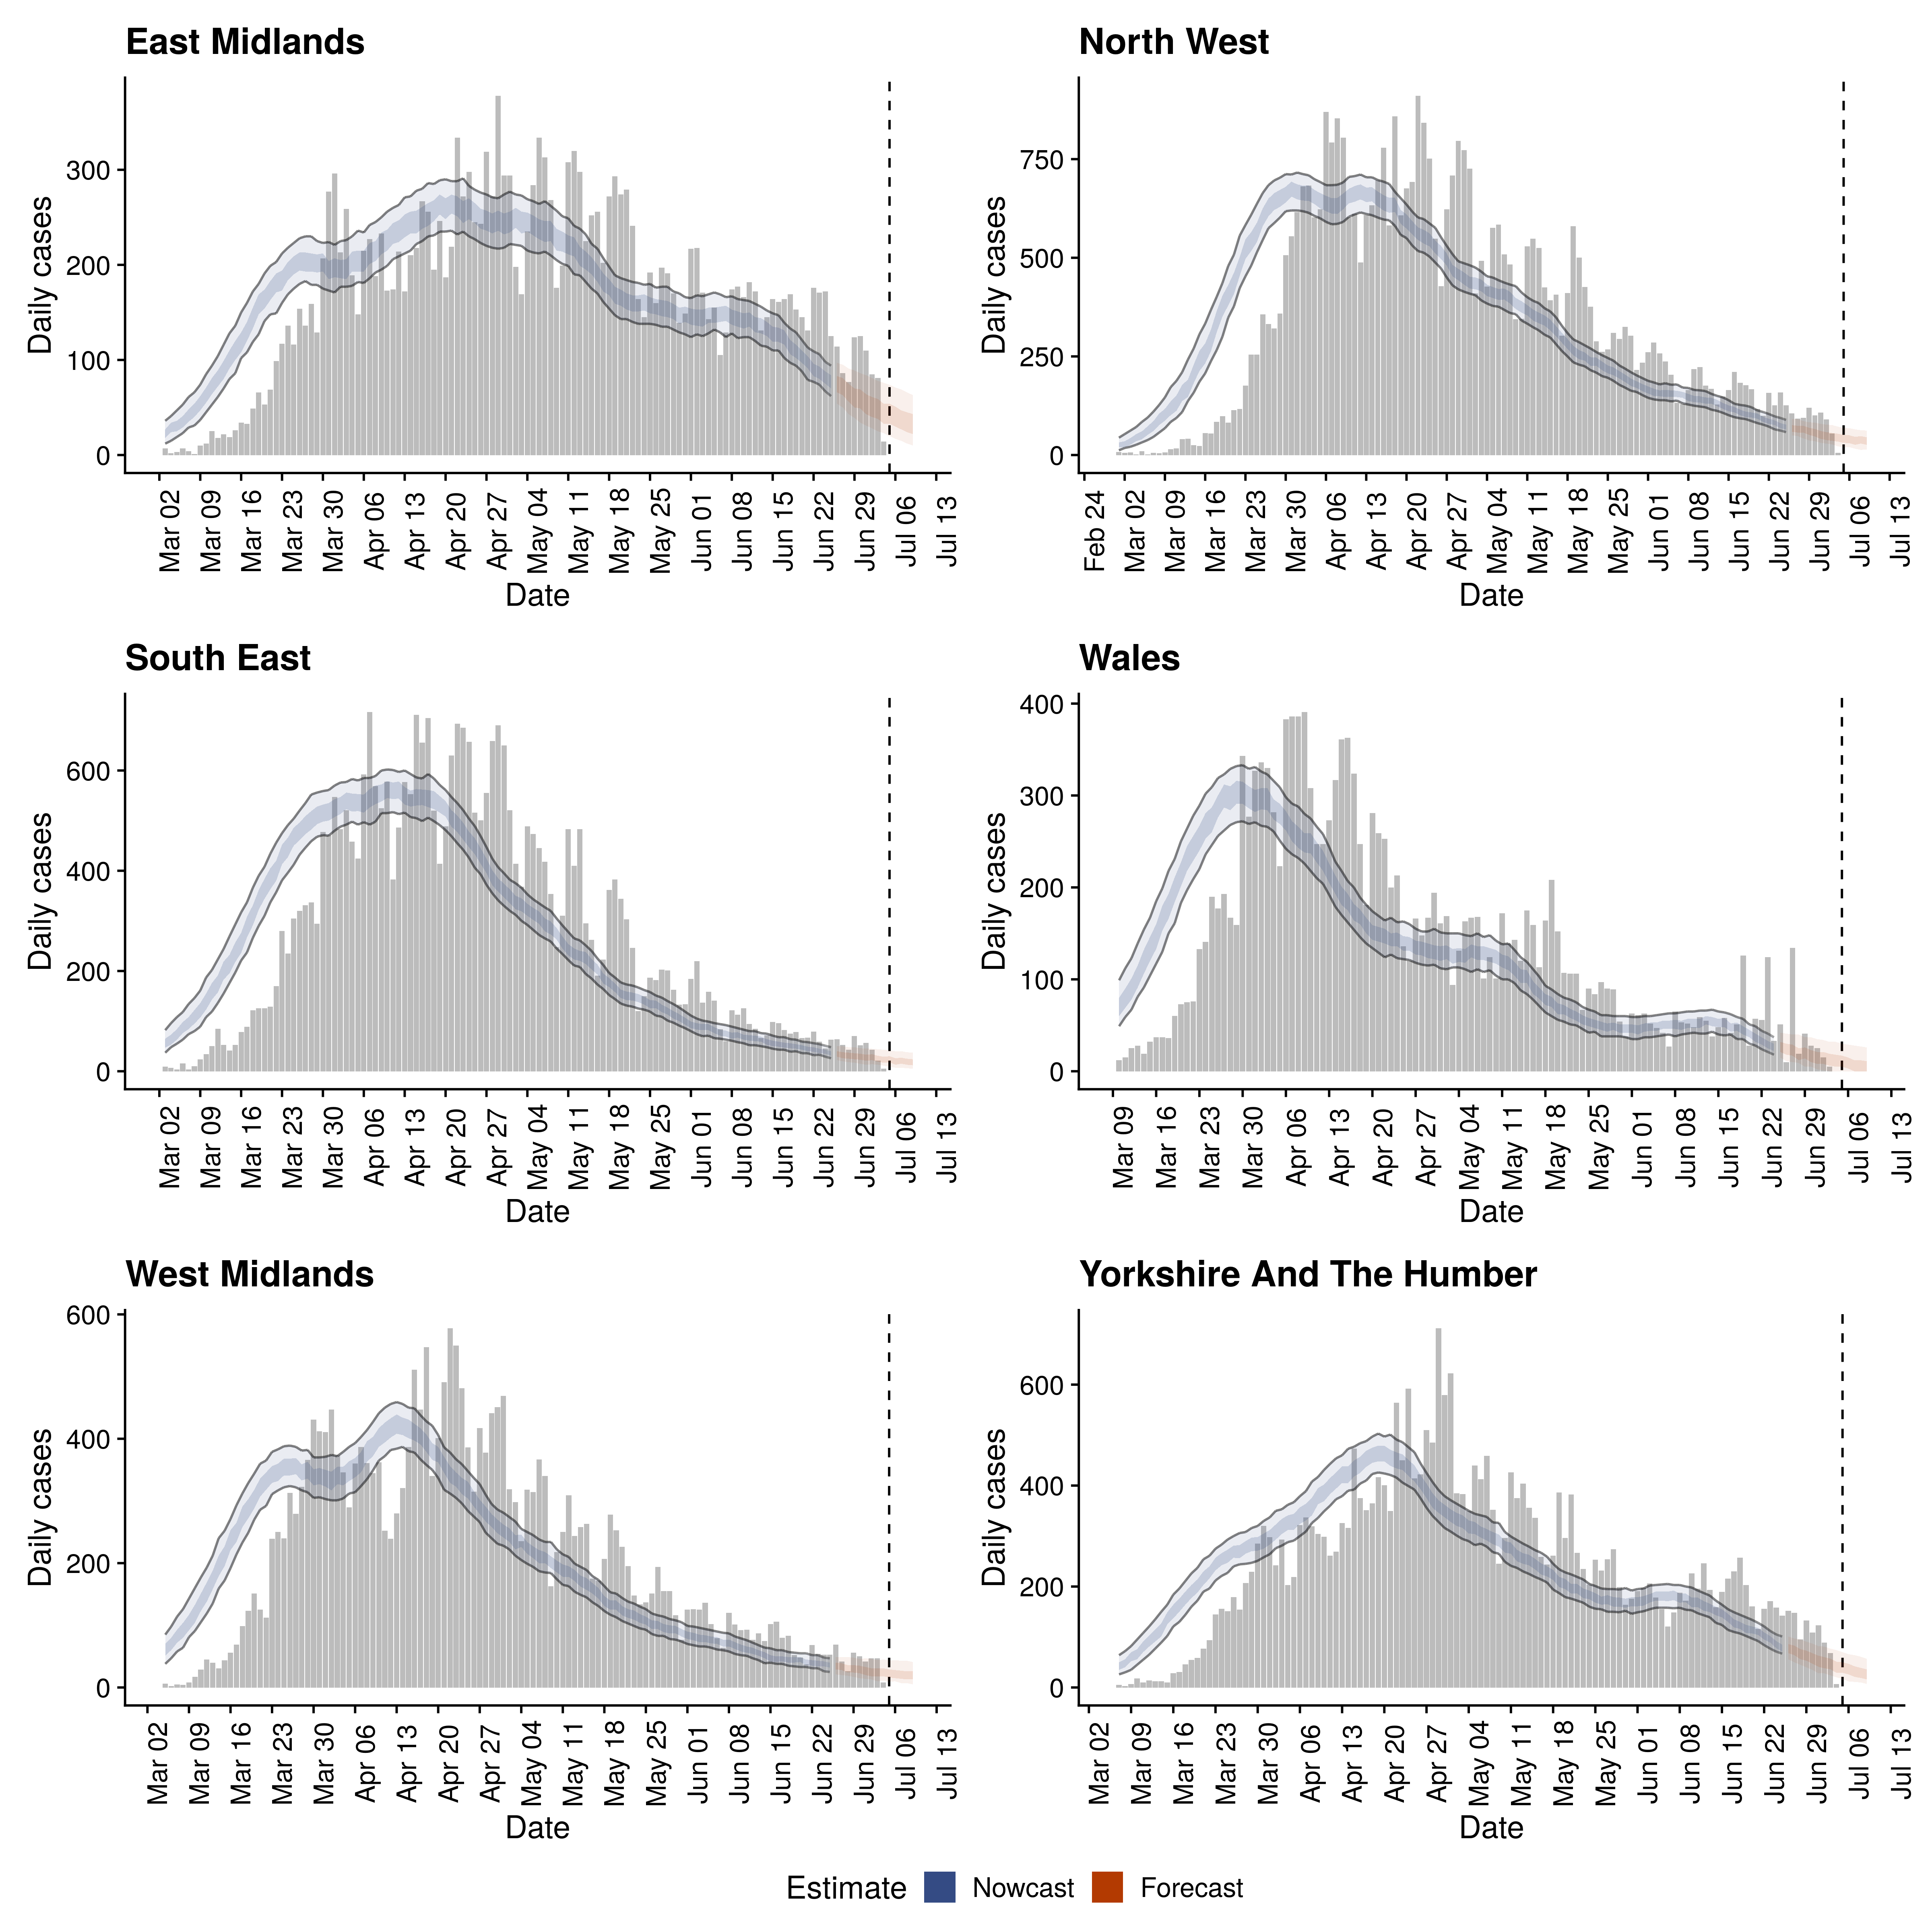 East Midlands
Daily cases
300
200
100
0
Mar 02
Mar 09
Mar 16
Mar 23
Mar 30
Apr 06
Apr 13
Apr 20
Apr 27
May 04
May 11
May 18
May 25
Jun 01
Jun 08
Jun 15
Jun 22
Jun 29
Jul 06
Jul 13
Date
North West
Daily cases
750
500
250
0
Feb 24
Mar 02
Mar 09
Mar 16
Mar 23
Mar 30
Apr 06
Apr 13
Apr 20
Apr 27
May 04
May 11
May 18
May 25
Jun 01
Jun 08
Jun 15
Jun 22
Jun 29
Jul 06
Jul 13
Date
South East
Daily cases
600
400
200
0
Mar 02
Mar 09
Mar 16
Mar 23
Mar 30
Apr 06
Apr 13
Apr 20
Apr 27
May 04
May 11
May 18
May 25
Jun 01
Jun 08
Jun 15
Jun 22
Jun 29
Jul 06
Jul 13
Date
Wales
Daily cases
400
300
200
100
0
Mar 09
Mar 16
Mar 23
Mar 30
Apr 06
Apr 13
Apr 20
Apr 27
May 04
May 11
May 18
May 25
Jun 01
Jun 08
Jun 15
Jun 22
Jun 29
Jul 06
Jul 13
Date
West Midlands
Daily cases
600
400
200
0
Mar 02
Mar 09
Mar 16
Mar 23
Mar 30
Apr 06
Apr 13
Apr 20
Apr 27
May 04
May 11
May 18
May 25
Jun 01
Jun 08
Jun 15
Jun 22
Jun 29
Jul 06
Jul 13
Date
Yorkshire And The Humber
Daily cases
600
400
200
0
Mar 02
Mar 09
Mar 16
Mar 23
Mar 30
Apr 06
Apr 13
Apr 20
Apr 27
May 04
May 11
May 18
May 25
Jun 01
Jun 08
Jun 15
Jun 22
Jun 29
Jul 06
Jul 13
Date
Estimate Nowcast Forecast